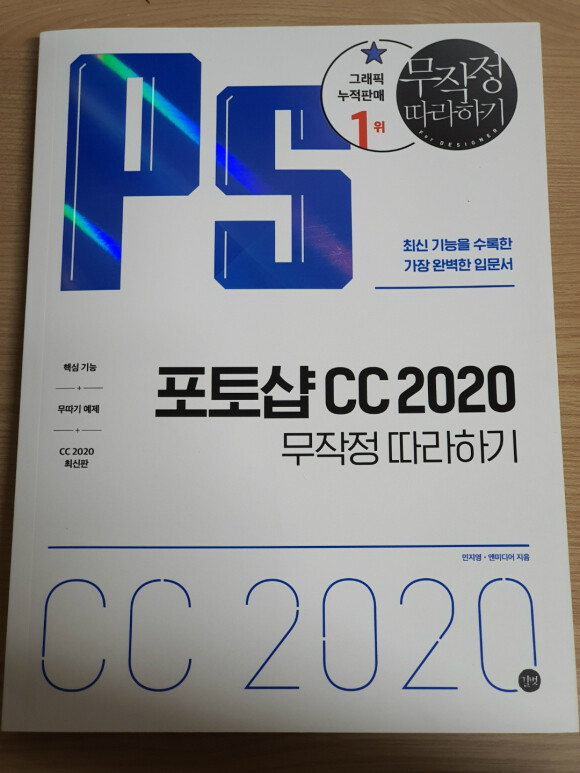 PS
그래픽
누적판매
1위
무작정
따라하기
For DESIGNER
최신 기능을 수록한
가장 완벽한 입문서
핵심 기능
+
무따기 예제
+
CC 2020
최신판
포토샵 CC 2020
무작정 따라하기
민지영 • 앤미디어 지음
CC 2020
길벗